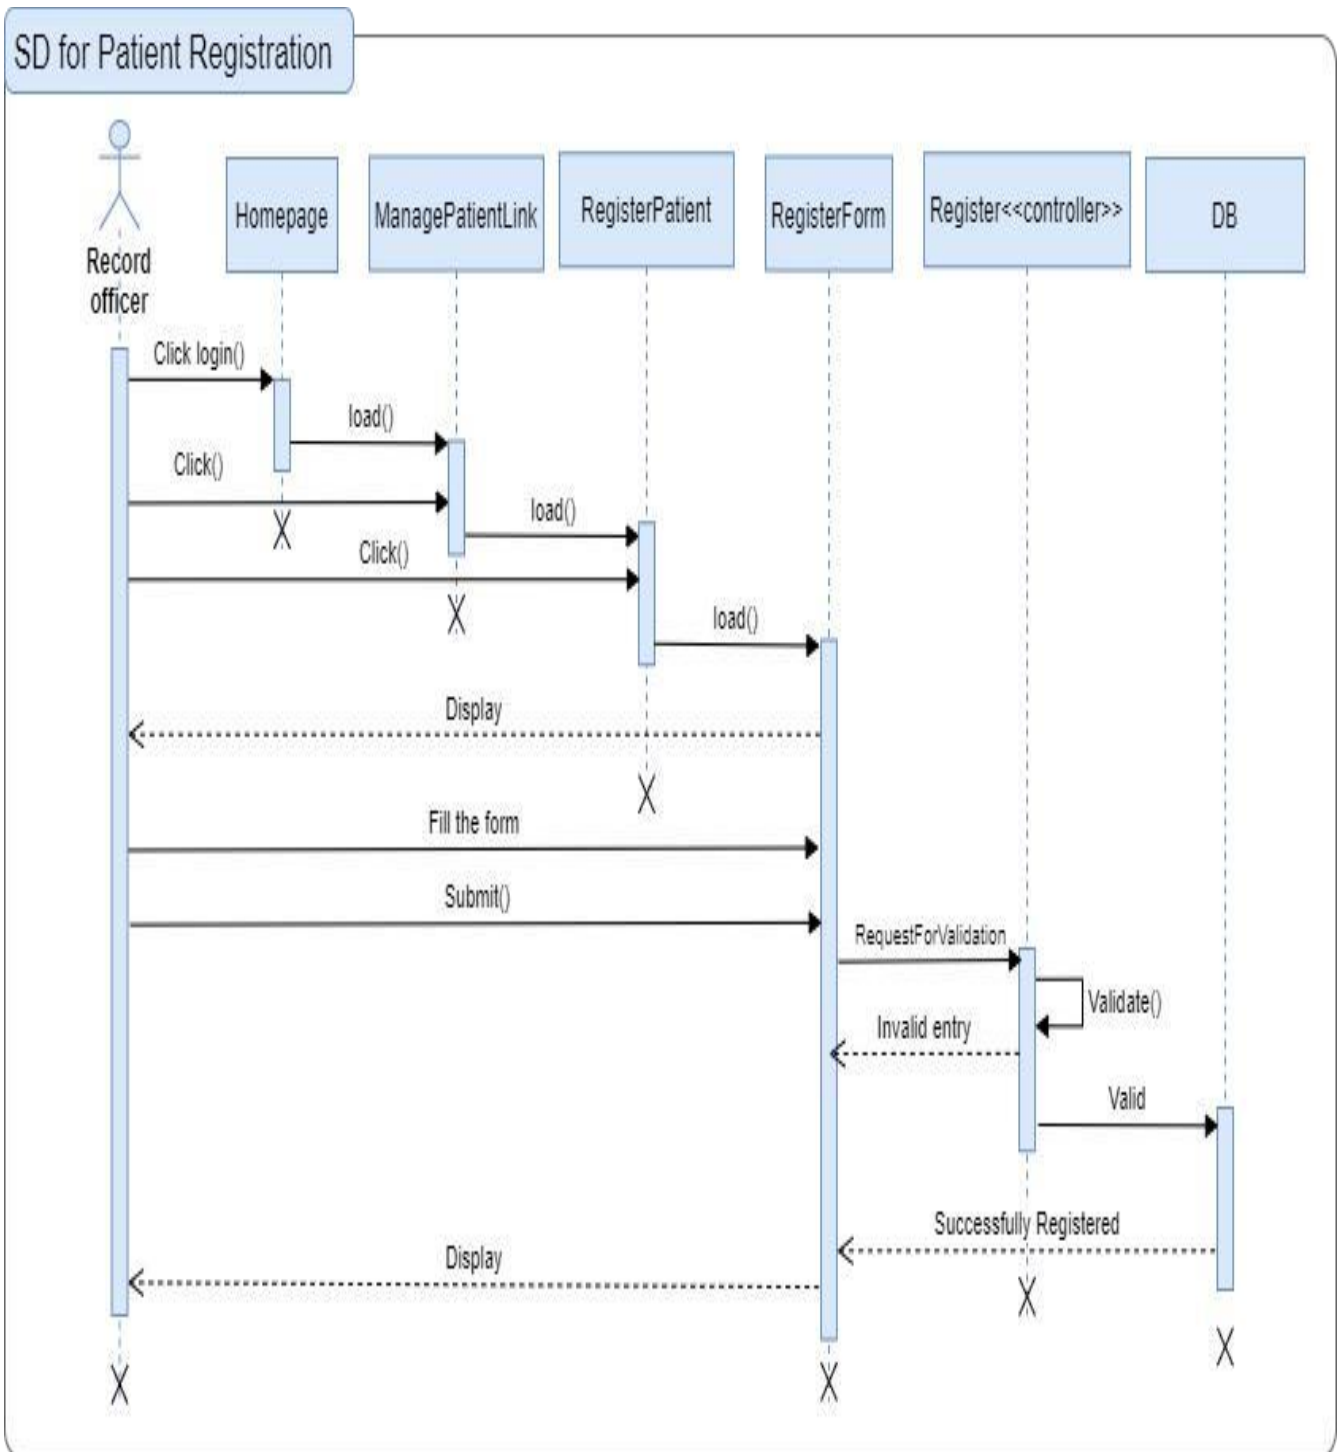 SD for Patient Registration
Record
officer
Homepage
ManagePatientLink
RegisterPatient
RegisterForm
Register<<controller>>
DB
Click login()
load()
Click()
load()
Click()
load()
Display
Fill the form
Submit()
RequestForValidation
Validate()
Invalid entry
Valid
Successfully Registered
Display